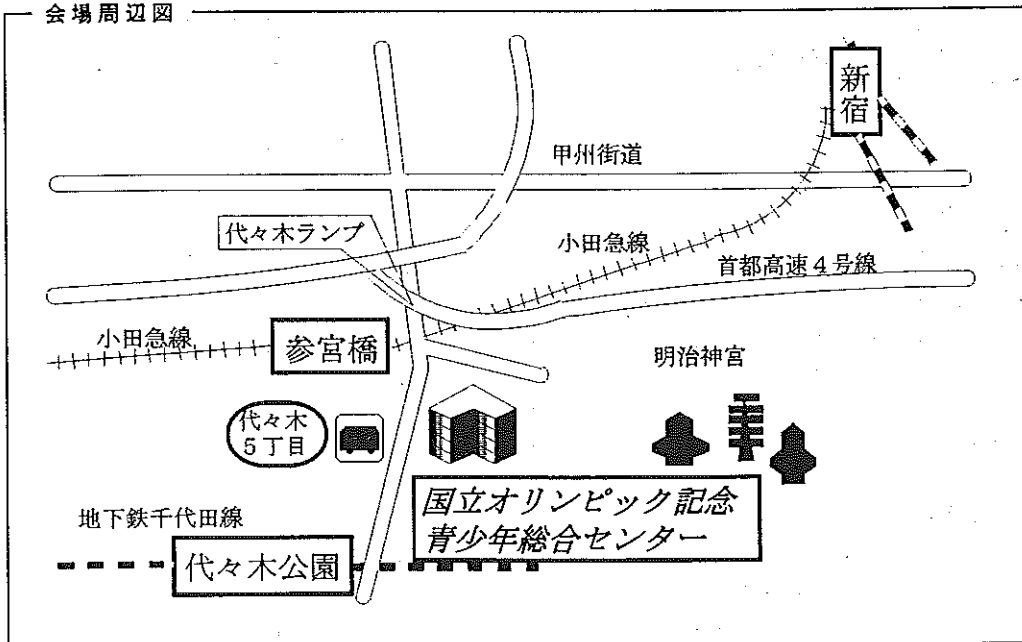 会場周辺図
新宿
甲州街道
代々木ランプ
小田急線
首都高速4号線
小田急線
参宮橋
明治神宮
代々木
5丁目
国立オリンピック記念
青少年総合センター
地下鉄千代田線
代々木公園